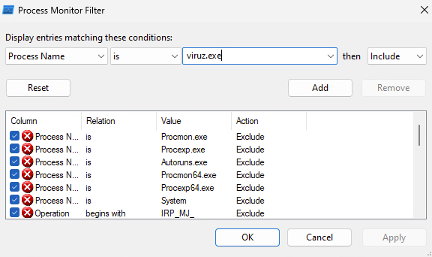 Process Monitor Filter
Display entries matching these conditions:
Process Name is viruz.exe then Include
Reset Add Remove
Column Relation Value Action
Process N... is Procmon.exe Exclude
Process N... is Procexp.exe Exclude
Process N... is Autoruns.exe Exclude
Process N... is Procmon64.exe Exclude
Process N... is Procexp64.exe Exclude
Process N... is System Exclude
Operation begins with IRP_MJ_ Exclude
OK Cancel Apply